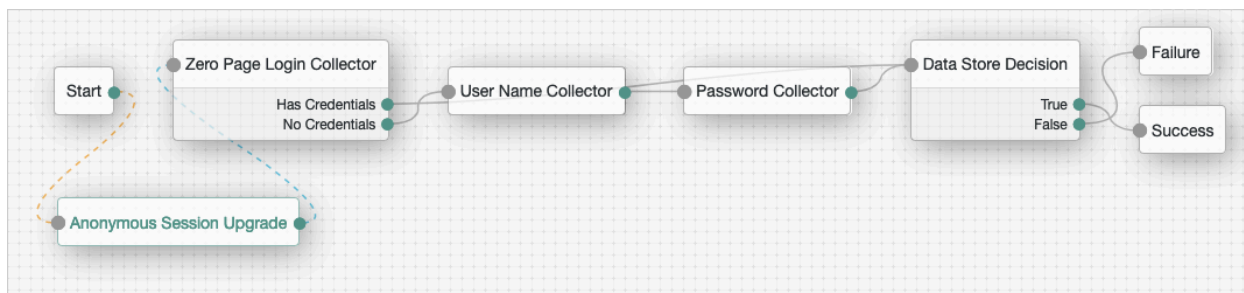 Start
Anonymous Session Upgrade
Zero Page Login Collector
Has Credentials
No Credentials
User Name Collector
Password Collector
Data Store Decision
True
False
Failure
Success